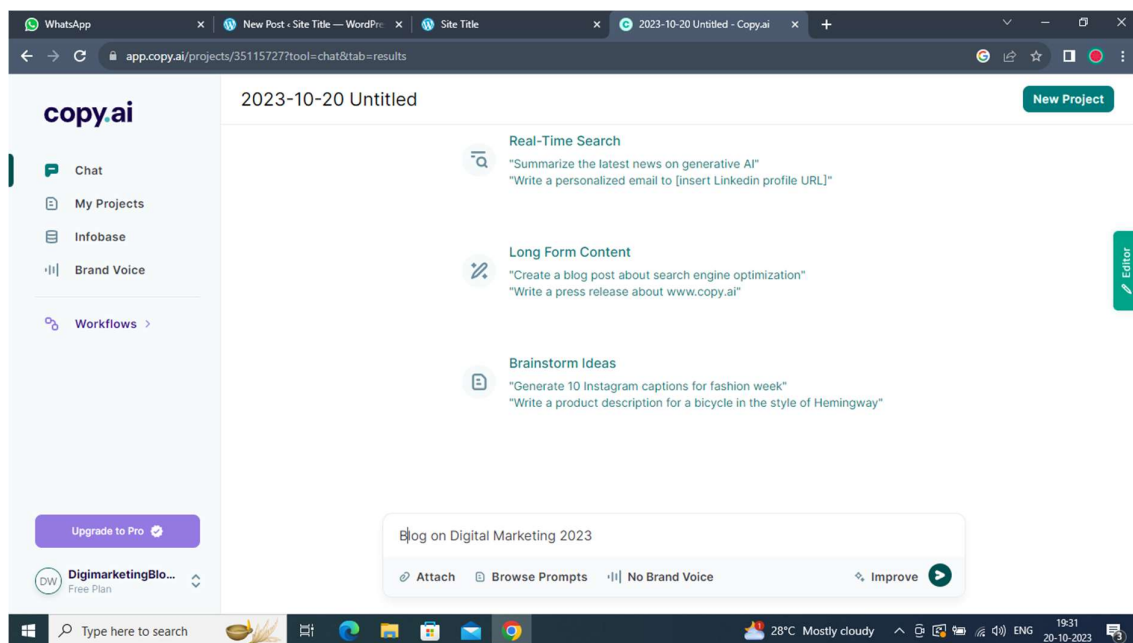 WhatsApp
New Post ‹ Site Title — WordPre
Site Title
2023-10-20 Untitled - Copy.ai
app.copy.ai/projects/35115727?tool=chat&tab=results
copy.ai
2023-10-20 Untitled
New Project
Chat
My Projects
Infobase
Brand Voice
Workflows
Real-Time Search
"Summarize the latest news on generative AI"
"Write a personalized email to [insert Linkedin profile URL]"
Long Form Content
"Create a blog post about search engine optimization"
"Write a press release about www.copy.ai"
Brainstorm Ideas
"Generate 10 Instagram captions for fashion week"
"Write a product description for a bicycle in the style of Hemingway"
Editor
Upgrade to Pro
DW
DigimarketingBlo...
Free Plan
Blog on Digital Marketing 2023
Attach Browse Prompts No Brand Voice Improve
Type here to search
28°C Mostly cloudy
ENG
19:31
20-10-2023
3